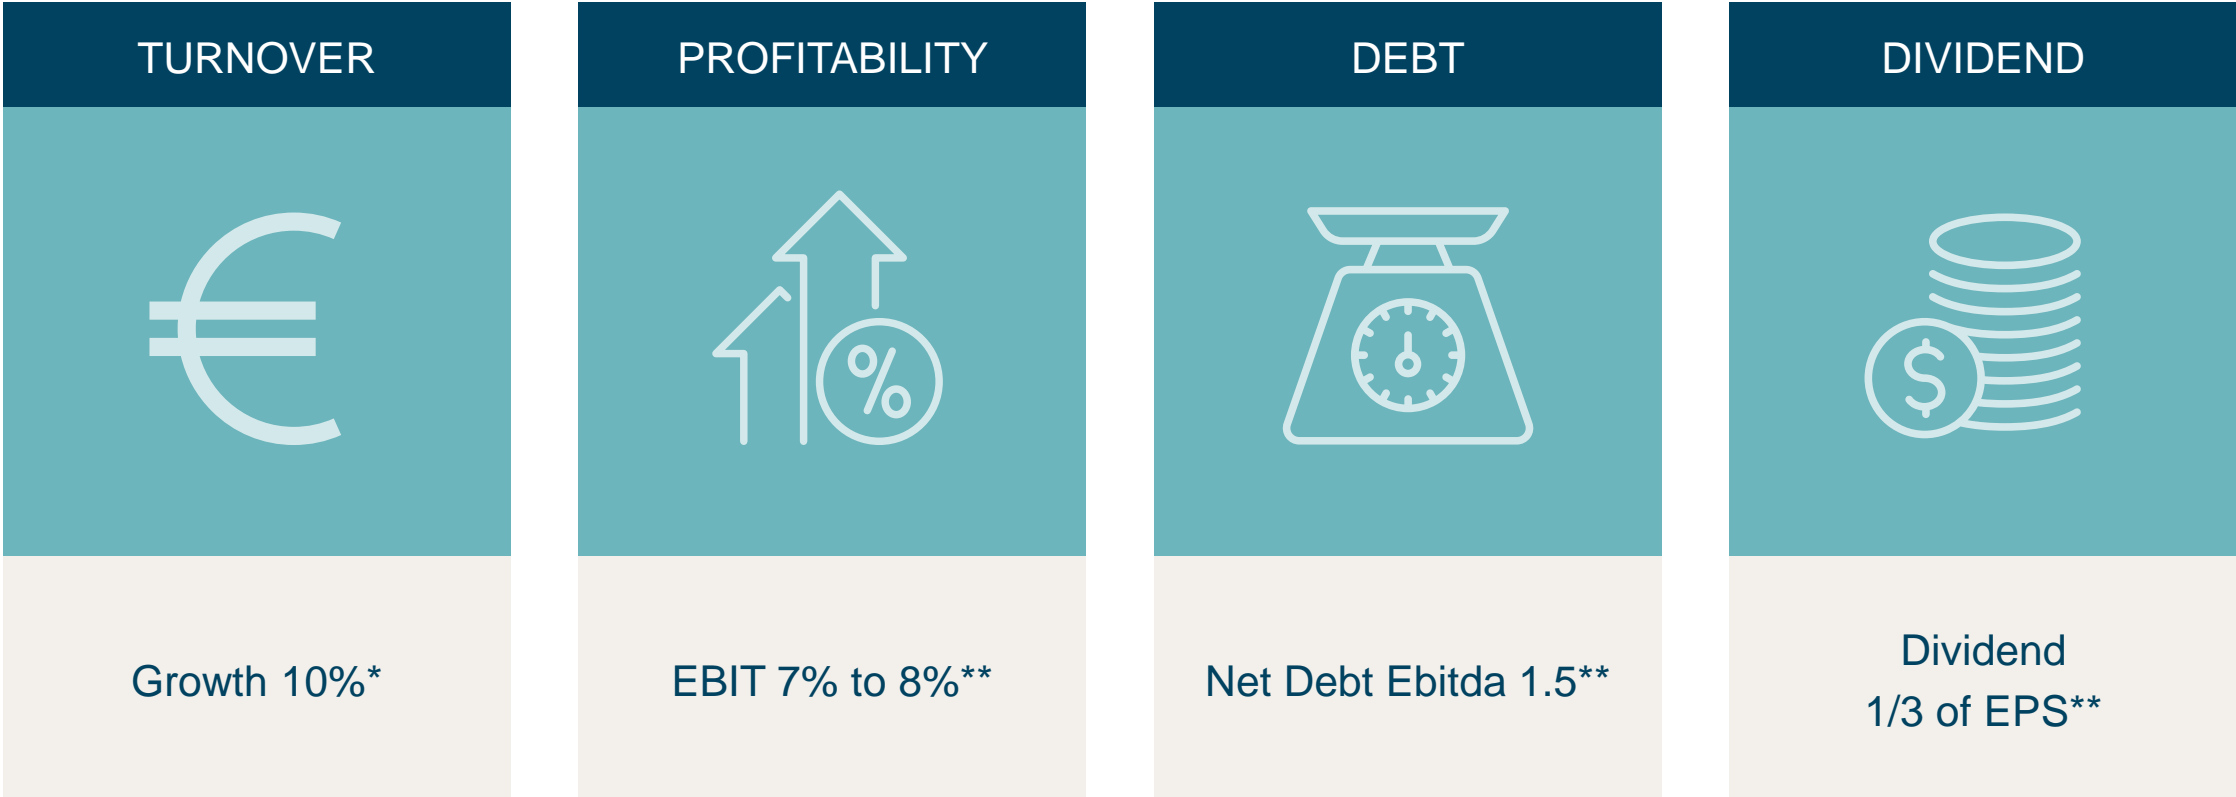 TURNOVER
€
Growth 10%*
PROFITABILITY
%
EBIT 7% to 8%**
DEBT
Net Debt Ebitda 1.5**
DIVIDEND
$
Dividend
1/3 of EPS**